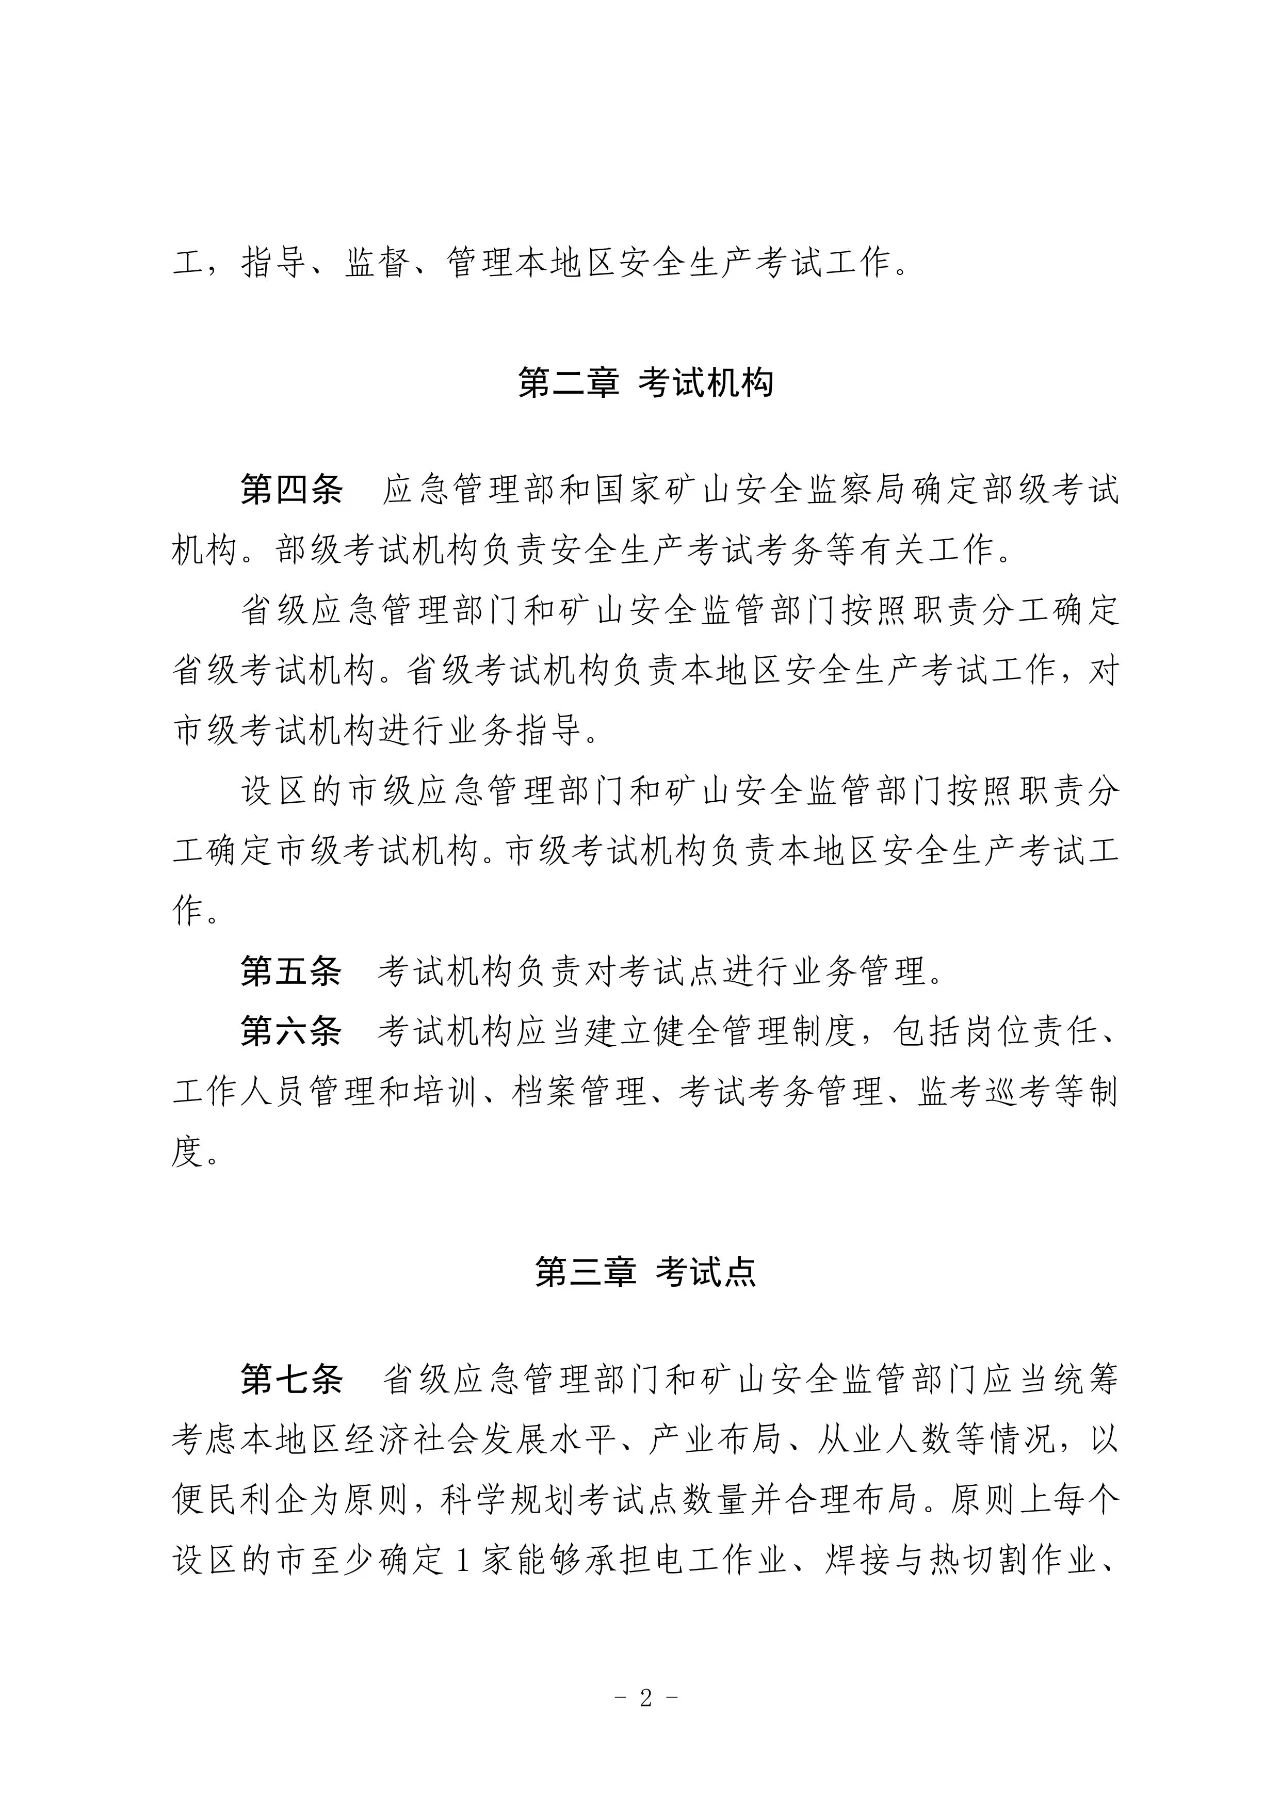 工，指导、监督、管理本地区安全生产考试工作。
第二章 考试机构
第四条 应急管理部和国家矿山安全监察局确定部级考试
机构。部级考试机构负责安全生产考试考务等有关工作。
省级应急管理部门和矿山安全监管部门按照职责分工确定
省级考试机构。省级考试机构负责本地区安全生产考试工作，对
市级考试机构进行业务指导。
设区的市级应急管理部门和矿山安全监管部门按照职责分
工确定市级考试机构。市级考试机构负责本地区安全生产考试工
作。
第五条 考试机构负责对考试点进行业务管理。
第六条 考试机构应当建立健全管理制度，包括岗位责任、
工作人员管理和培训、档案管理、考试考务管理、监考巡考等制
度。
第三章 考试点
第七条 省级应急管理部门和矿山安全监管部门应当统筹
考虑本地区经济社会发展水平、产业布局、从业人数等情况，以
便民利企为原则，科学规划考试点数量并合理布局。原则上每个
设区的市至少确定1家能够承担电工作业、焊接与热切割作业、
- 2 -